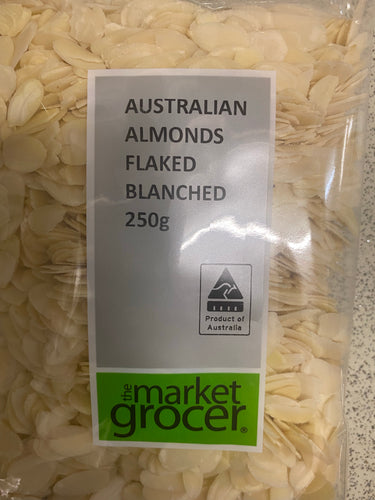 AUSTRALIAN
ALMONDS
FLAKED
BLANCHED
250g
Product of
Australia
the market
grocer®